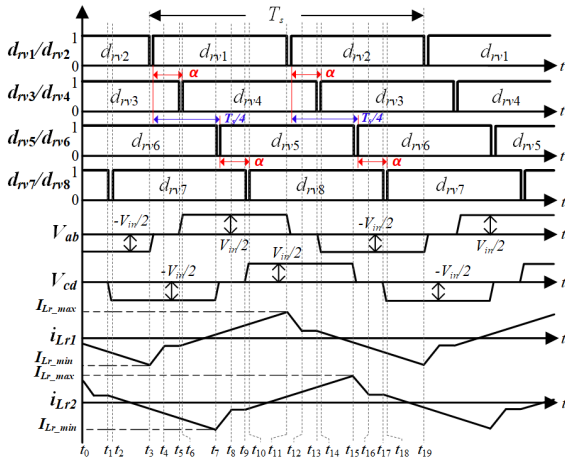 T_s
d_rv1/d_rv2 1 0 d_rv2 d_rv1 d_rv2 d_rv1 t
α α
d_rv3/d_rv4 1 0 d_rv3 d_rv4 d_rv3 d_rv4 t
T_s/4 T_s/4
d_rv5/d_rv6 1 0 d_rv6 d_rv5 d_rv6 d_rv5 t
α α
d_rv7/d_rv8 1 0 d_rv7 d_rv8 d_rv7 t
-V_in/2 -V_in/2
V_ab V_in/2 V_in/2 t
-V_in/2 V_in/2 -V_in/2
V_cd t
I_Lr_max
i_Lr1 t
I_Lr_min
I_Lr_max
i_Lr2 t
I_Lr_min
t_0 t_1 t_2 t_3 t_4 t_5 t_6 t_7 t_8 t_9 t_10 t_11 t_12 t_13 t_14 t_15 t_16 t_17 t_18 t_19